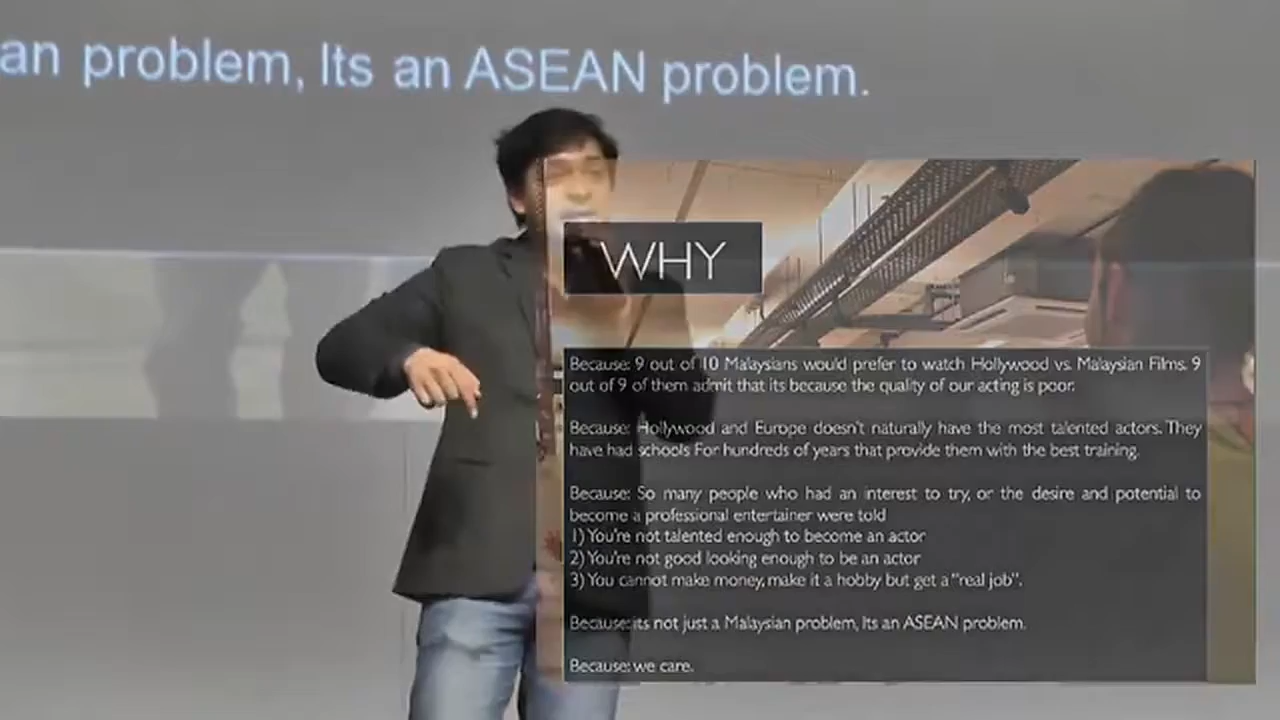 an problem, Its an ASEAN problem.
WHY
Because: 9 out of 10 Malaysians would prefer to watch Hollywood vs. Malaysian Films. 9
out of 9 of them admit that its because the quality of our acting is poor.
Because: Hollywood and Europe doesn't naturally have the most talented actors. They
have had schools For hundreds of years that provide them with the best training.
Because: So many people who had an interest to try, or the desire and potential to
become a professional entertainer were told
1) You're not talented enough to become an actor
2) You're not good looking enough to be an actor
3) You cannot make money, make it a hobby but get a "real job".
Because: its not just a Malaysian problem, Its an ASEAN problem.
Because: we care.